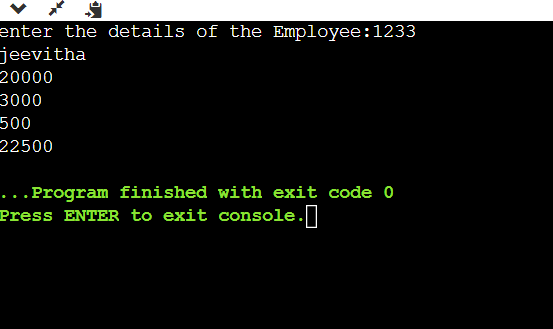 enter the details of the Employee:1233
jeevitha
20000
3000
500
22500
...Program finished with exit code 0
Press ENTER to exit console.